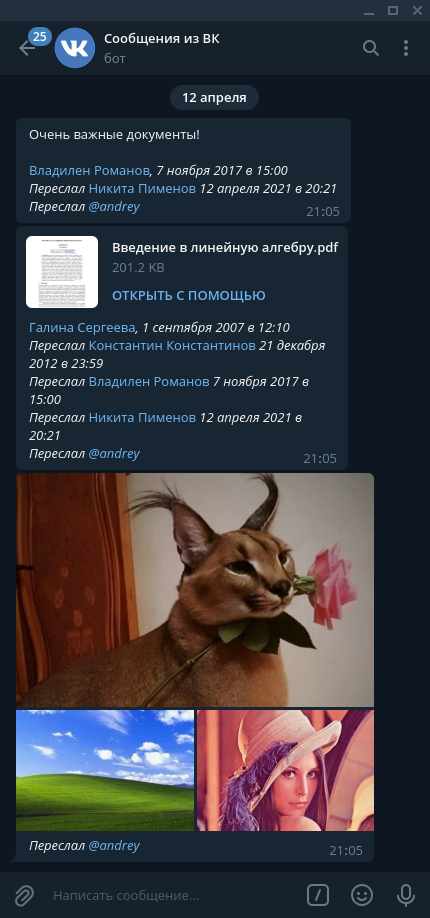 25
Сообщения из ВК
бот
12 апреля
Очень важные документы!
Владилен Романов, 7 ноября 2017 в 15:00
Переслал Никита Пименов 12 апреля 2021 в 20:21
Переслал @andrey
21:05
Введение в линейную алгебру.pdf
201.2 KB
ОТКРЫТЬ С ПОМОЩЬЮ
Галина Сергеева, 1 сентября 2007 в 12:10
Переслал Константин Константинов 21 декабря
2012 в 23:59
Переслал Владилен Романов 7 ноября 2017 в
15:00
Переслал Никита Пименов 12 апреля 2021 в
20:21
Переслал @andrey
21:05
Переслал @andrey
21:05
Написать сообщение...